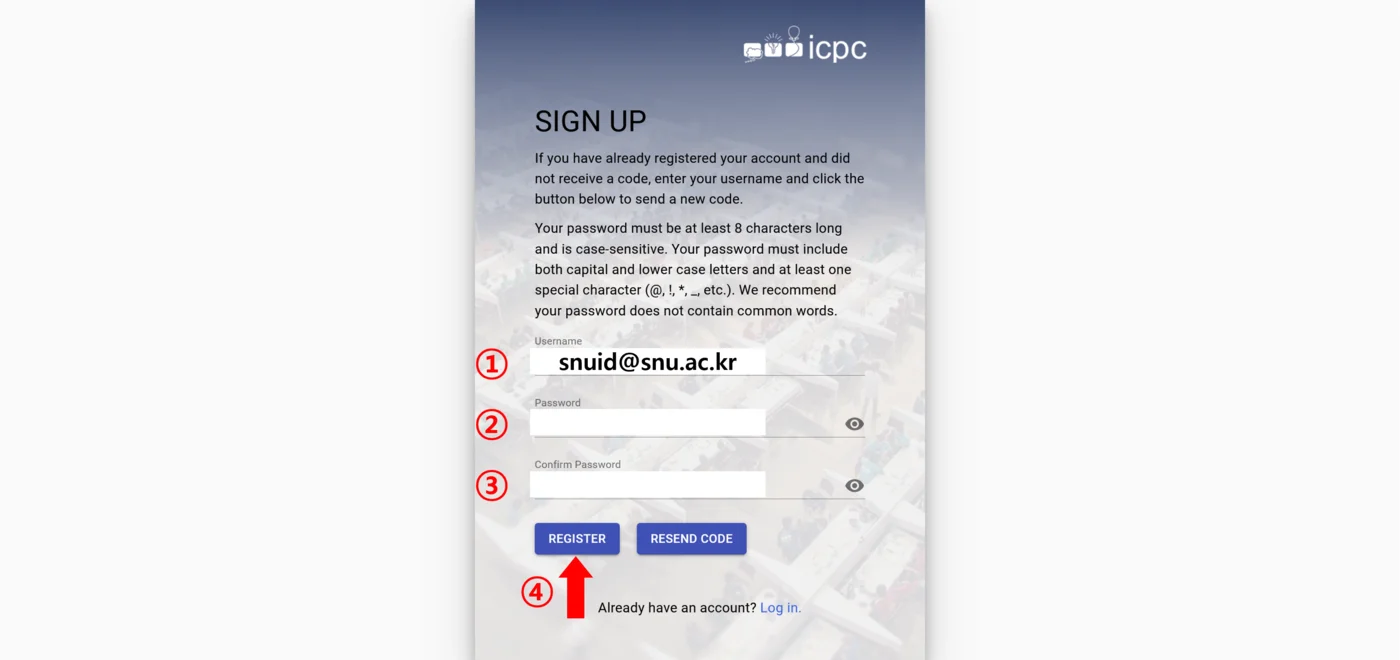 icpc
SIGN UP
If you have already registered your account and did
not receive a code, enter your username and click the
button below to send a new code.
Your password must be at least 8 characters long
and is case-sensitive. Your password must include
both capital and lower case letters and at least one
special character (@, !, *, _, etc.). We recommend
your password does not contain common words.
Username
① snuid@snu.ac.kr
Password
②
Confirm Password
③
REGISTER RESEND CODE
④
Already have an account? Log in.